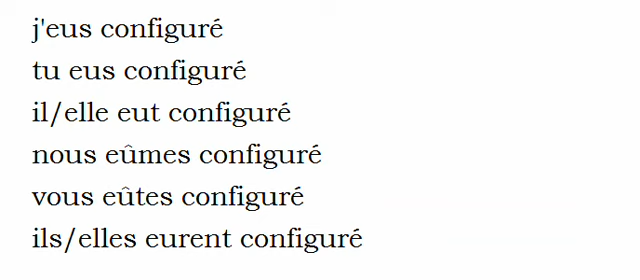 j'eus configuré
tu eus configuré
il/elle eut configuré
nous eûmes configuré
vous eûtes configuré
ils/elles eurent configuré